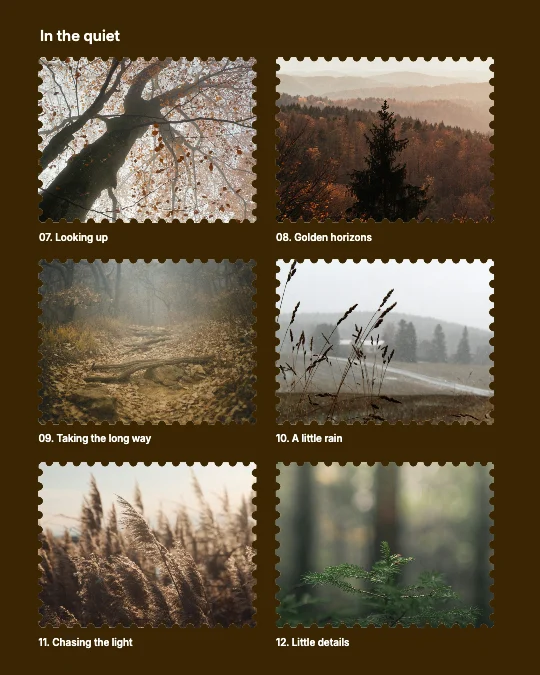 In the quiet
07. Looking up
08. Golden horizons
09. Taking the long way
10. A little rain
11. Chasing the light
12. Little details